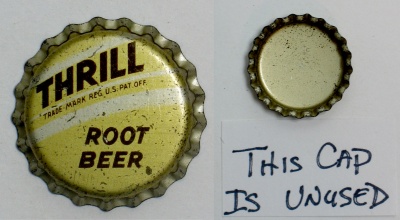 THRILL
TRADE-MARK REG. U.S. PAT. OFF.
ROOT
BEER
THIS CAP
IS UNUSED